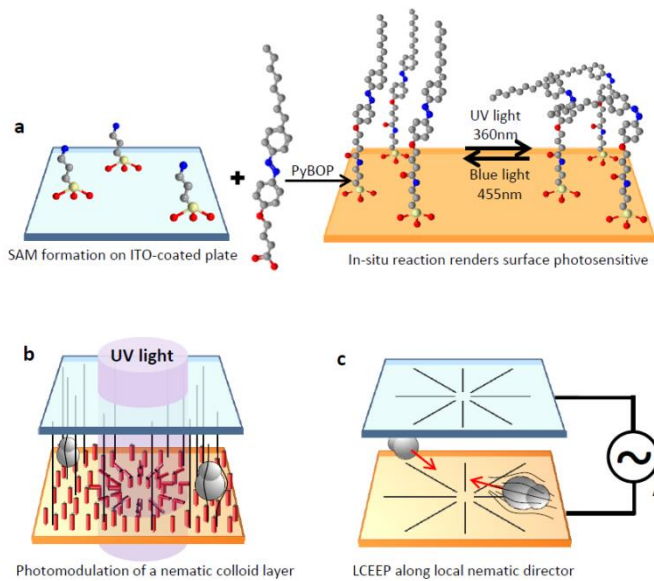 a
UV light
360nm
Blue light
455nm
+
PyBOP
SAM formation on ITO-coated plate
In-situ reaction renders surface photosensitive
b
UV light
c
Photomodulation of a nematic colloid layer
LCEEP along local nematic director